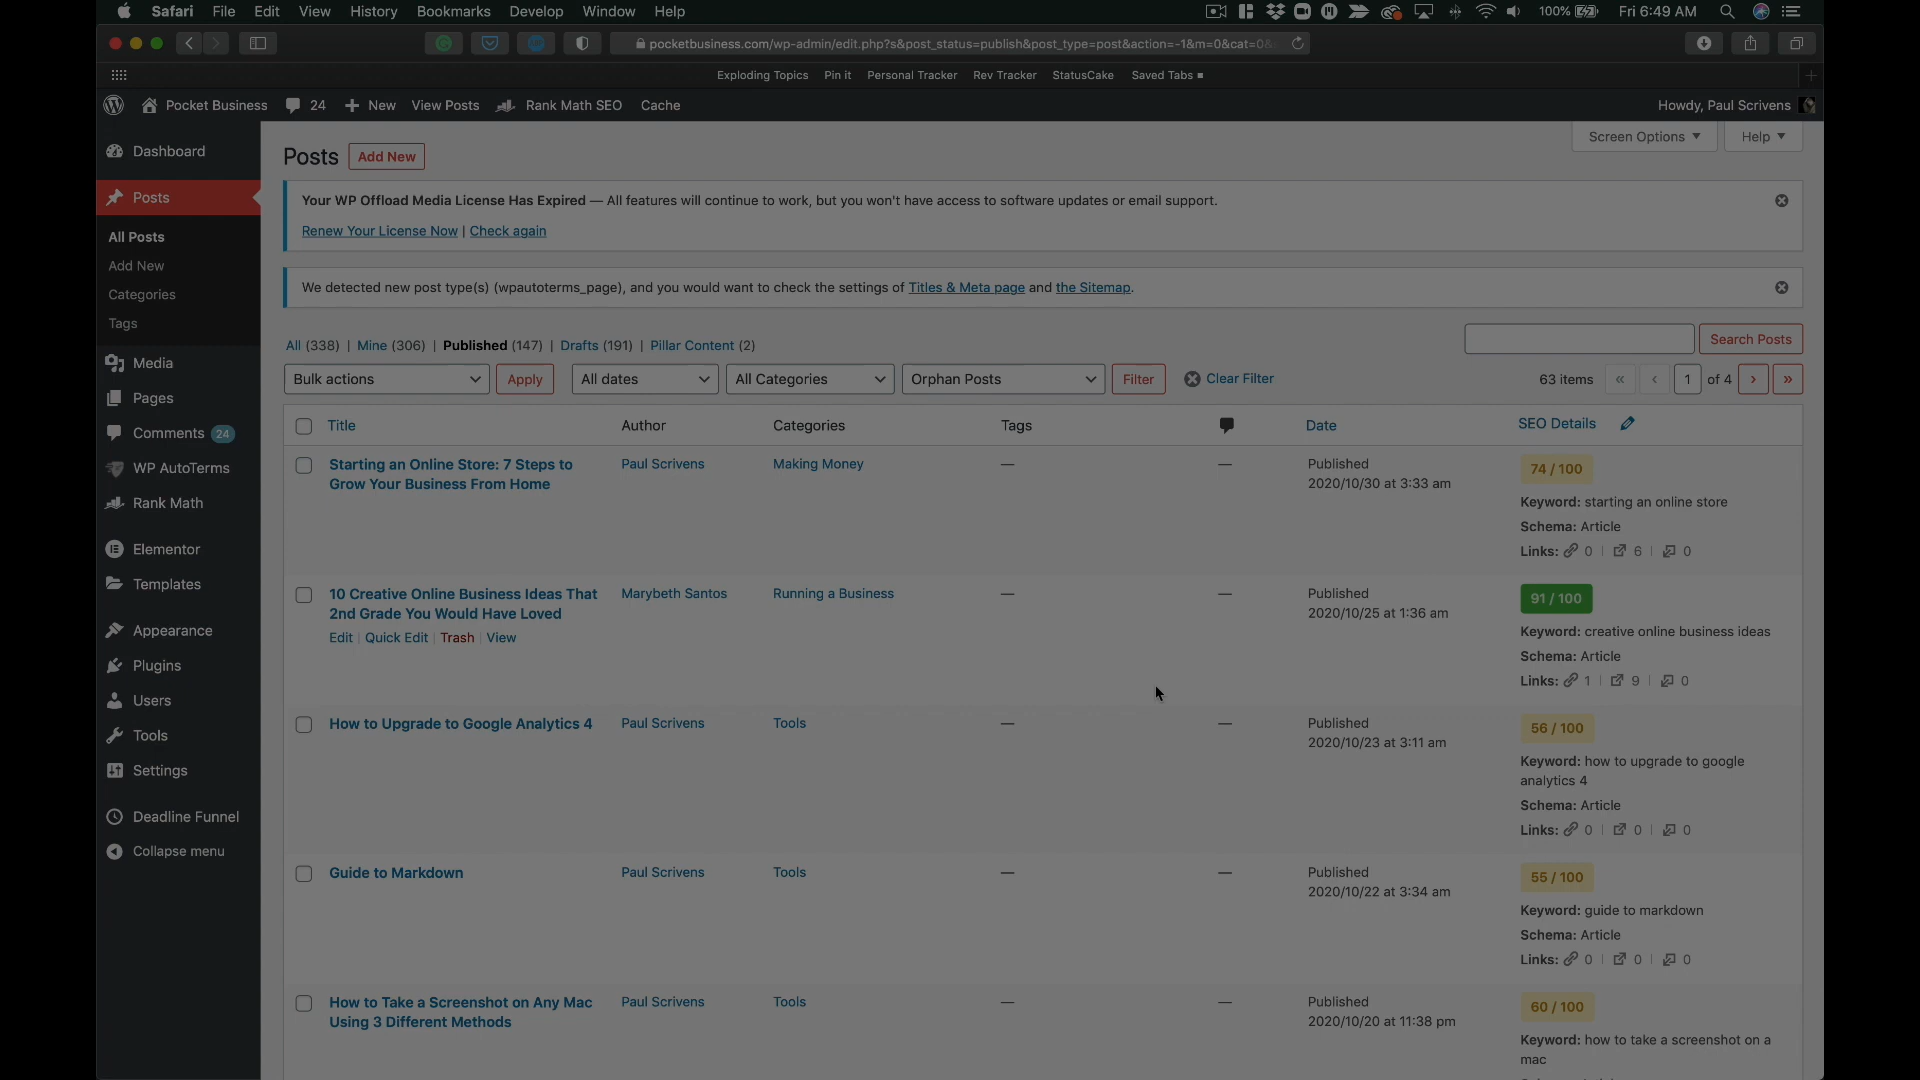 Safari File Edit View History Bookmarks Develop Window Help 100% Fri 6:49 AM
pocketbusiness.com/wp-admin/edit.php?s&post_status=publish&post_type=post&action=-1&m=0&cat=0&
Exploding Topics Pin it Personal Tracker Rev Tracker StatusCake Saved Tabs
Pocket Business 24 New View Posts Rank Math SEO Cache Howdy, Paul Scrivens
Screen Options Help
Dashboard
Posts
All Posts
Add New
Categories
Tags
Media
Pages
Comments 24
WP AutoTerms
Rank Math
Elementor
Templates
Appearance
Plugins
Users
Tools
Settings
Deadline Funnel
Collapse menu
Posts Add New
Your WP Offload Media License Has Expired — All features will continue to work, but you won't have access to software updates or email support.
Renew Your License Now | Check again
We detected new post type(s) (wpautoterms_page), and you would want to check the settings of Titles & Meta page and the Sitemap.
All (338) | Mine (306) | Published (147) | Drafts (191) | Pillar Content (2)
Search Posts
Bulk actions Apply All dates All Categories Orphan Posts Filter Clear Filter 63 items « ‹ 1 of 4 › »
Title Author Categories Tags Date SEO Details
Starting an Online Store: 7 Steps to Grow Your Business From Home Paul Scrivens Making Money — — Published 2020/10/30 at 3:33 am 74 / 100
Keyword: starting an online store
Schema: Article
Links: 0 | 6 | 0
10 Creative Online Business Ideas That 2nd Grade You Would Have Loved Marybeth Santos Running a Business — — Published 2020/10/25 at 1:36 am 91 / 100
Edit | Quick Edit | Trash | View
Keyword: creative online business ideas
Schema: Article
Links: 1 | 9 | 0
How to Upgrade to Google Analytics 4 Paul Scrivens Tools — — Published 2020/10/23 at 3:11 am 56 / 100
Keyword: how to upgrade to google analytics 4
Schema: Article
Links: 0 | 0 | 0
Guide to Markdown Paul Scrivens Tools — — Published 2020/10/22 at 3:34 am 55 / 100
Keyword: guide to markdown
Schema: Article
Links: 0 | 0 | 0
How to Take a Screenshot on Any Mac Using 3 Different Methods Paul Scrivens Tools — — Published 2020/10/20 at 11:38 pm 60 / 100
Keyword: how to take a screenshot on a mac